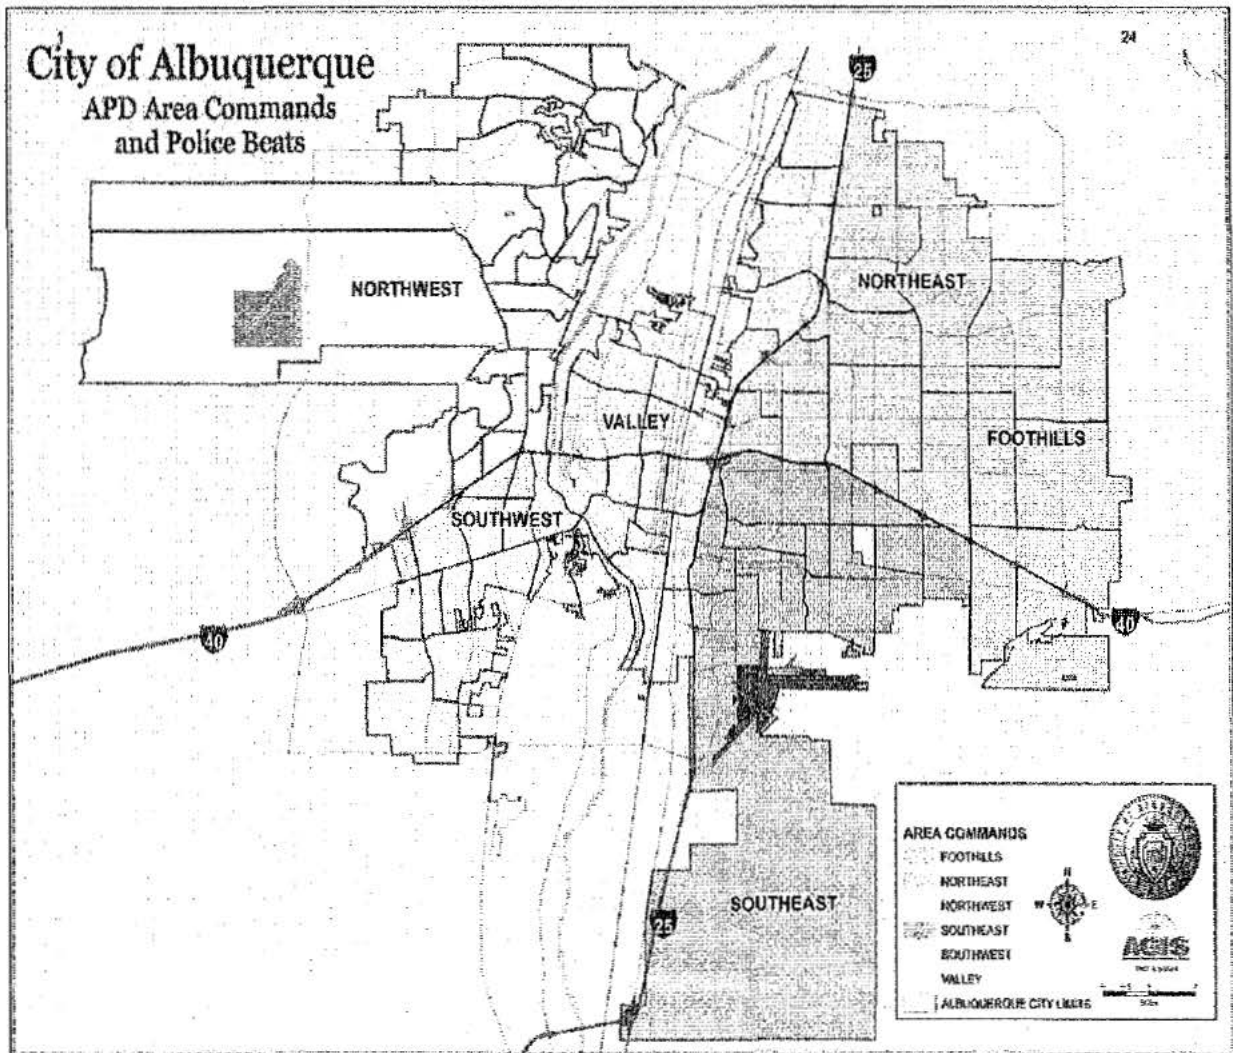 City of Albuquerque
APD Area Commands
and Police Beats
24
25
NORTHWEST
NORTHEAST
VALLEY
FOOTHILLS
SOUTHWEST
40
40
SOUTHEAST
25
AREA COMMANDS
FOOTHILLS
NORTHEAST
NORTHWEST
SOUTHEAST
SOUTHWEST
VALLEY
ALBUQUERQUE CITY LIMITS
N
W E
S
AGIS